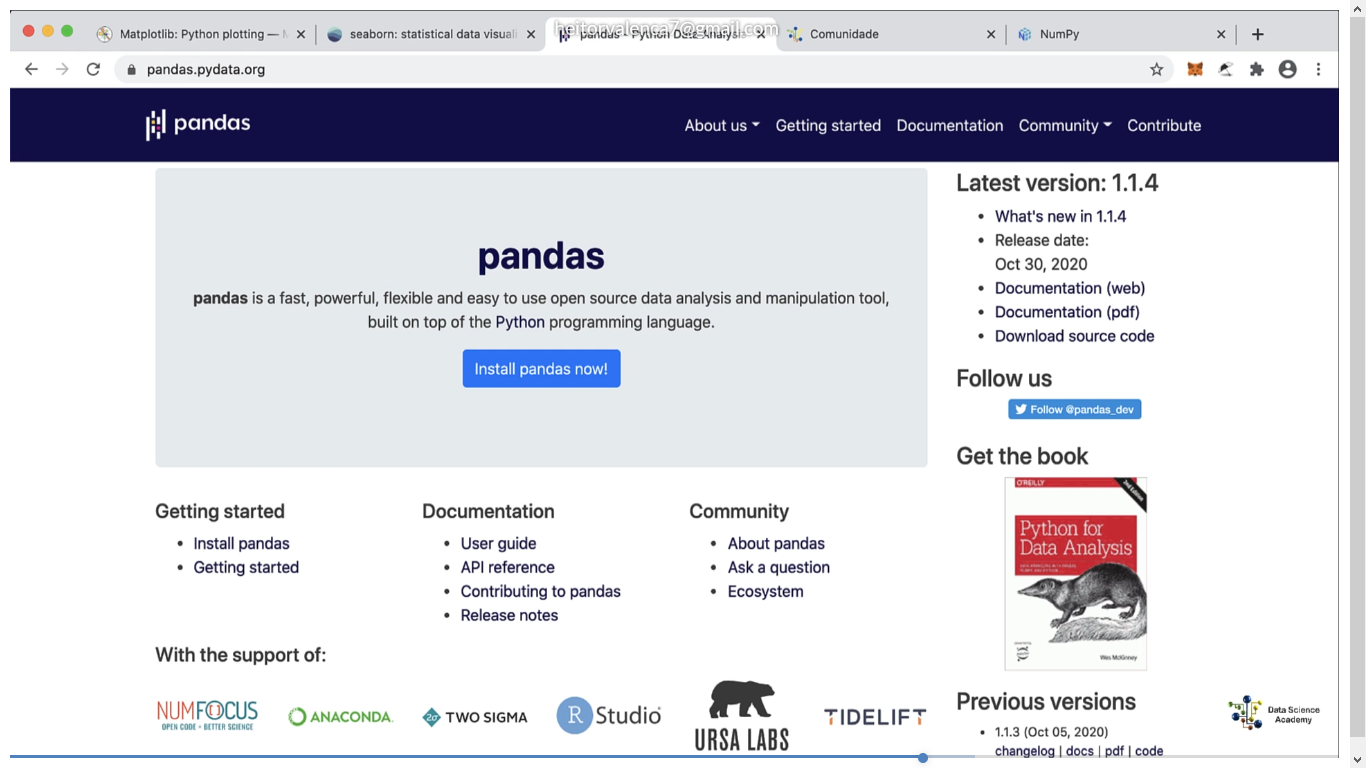 heitorvalenca7@gmail.com
Matplotlib: Python plotting —
seaborn: statistical data visuali
pandas - Python Data Analysis
Comunidade
NumPy
pandas.pydata.org
pandas
About us
Getting started
Documentation
Community
Contribute
pandas
pandas is a fast, powerful, flexible and easy to use open source data analysis and manipulation tool,
built on top of the Python programming language.
Install pandas now!
Getting started
Install pandas
Getting started
Documentation
User guide
API reference
Contributing to pandas
Release notes
Community
About pandas
Ask a question
Ecosystem
With the support of:
NUMFOCUS
OPEN CODE = BETTER SCIENCE
ANACONDA.
TWO SIGMA
R Studio
URSA LABS
TIDELIFT
Latest version: 1.1.4
What's new in 1.1.4
Release date:
Oct 30, 2020
Documentation (web)
Documentation (pdf)
Download source code
Follow us
Follow @pandas_dev
Get the book
O'REILLY
2nd Edition
Python for
Data Analysis
Wes McKinney
Previous versions
1.1.3 (Oct 05, 2020)
changelog | docs | pdf | code
Data Science
Academy